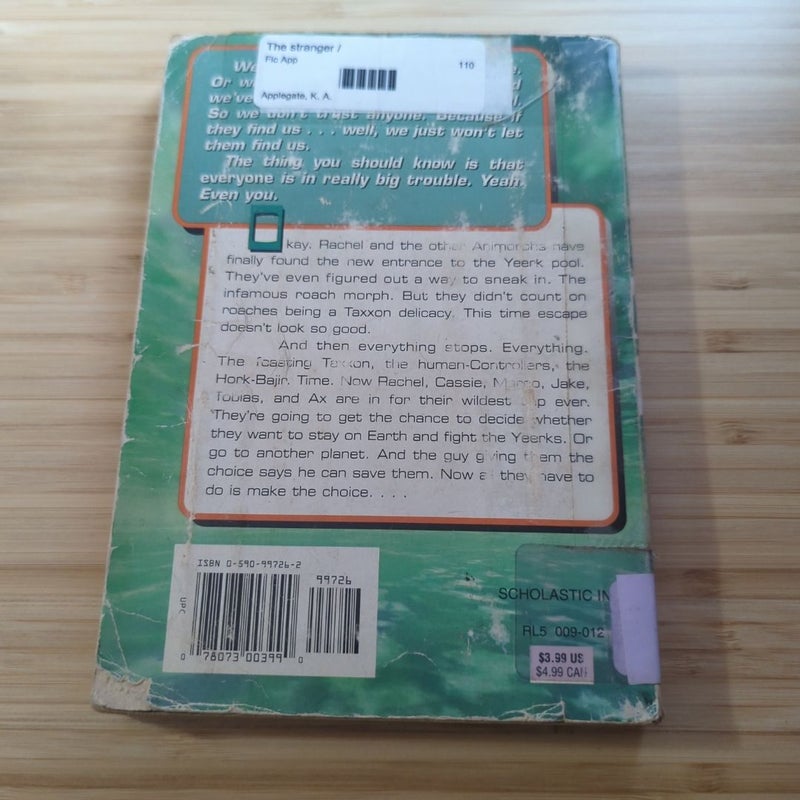 The stranger /
Fic App
110
Applegate, K. A.
We
Or w
we've
So we don't trust anyone. Because if
they find us . . . well, we just won't let
them find us.
The thing you should know is that
everyone is in really big trouble. Yeah.
Even you.
Okay. Rachel and the other Animorphs have
finally found the new entrance to the Yeerk pool.
They've even figured out a way to sneak in. The
infamous roach morph. But they didn't count on
roaches being a Taxxon delicacy. This time escape
doesn't look so good.
And then everything stops. Everything.
The feasting Taxxon, the human-Controllers, the
Hork-Bajir. Time. Now Rachel, Cassie, Marco, Jake,
Tobias, and Ax are in for their wildest ever.
They're going to get the chance to decide whether
they want to stay on Earth and fight the Yeerks. Or
go to another planet. And the guy giving them the
choice says he can save them. Now a they have to
do is make the choice. . . .
ISBN 0-590-99726-2
99726
UPC
0 78073 00399 0
SCHOLASTIC IN
RL5 009-012
$3.99 US
$4.99 CAN